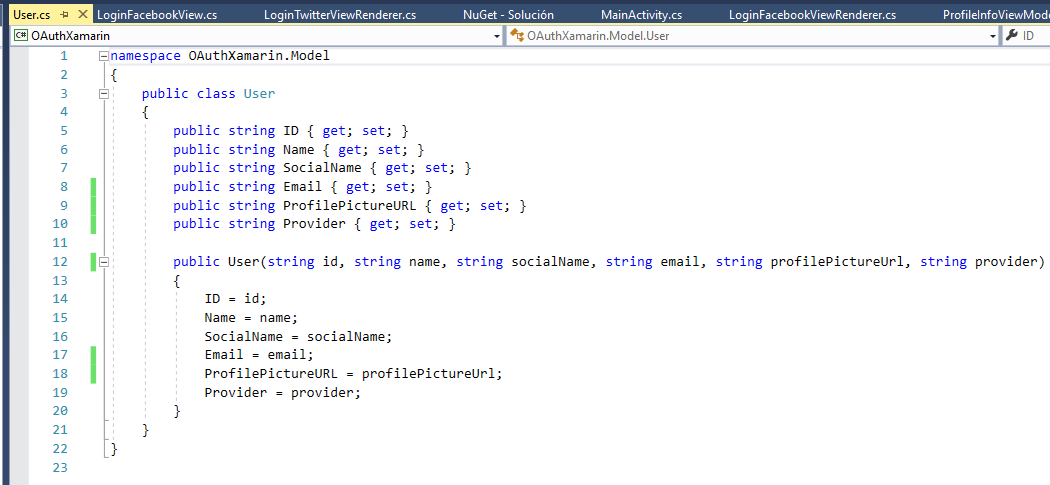 User.cs LoginFacebookView.cs LoginTwitterViewRenderer.cs NuGet - Solución MainActivity.cs LoginFacebookViewRenderer.cs ProfileInfoViewMode
C# OAuthXamarin OAuthXamarin.Model.User ID
1 namespace OAuthXamarin.Model
2 {
3 public class User
4 {
5 public string ID { get; set; }
6 public string Name { get; set; }
7 public string SocialName { get; set; }
8 public string Email { get; set; }
9 public string ProfilePictureURL { get; set; }
10 public string Provider { get; set; }
11
12 public User(string id, string name, string socialName, string email, string profilePictureUrl, string provider)
13 {
14 ID = id;
15 Name = name;
16 SocialName = socialName;
17 Email = email;
18 ProfilePictureURL = profilePictureUrl;
19 Provider = provider;
20 }
21 }
22 }
23